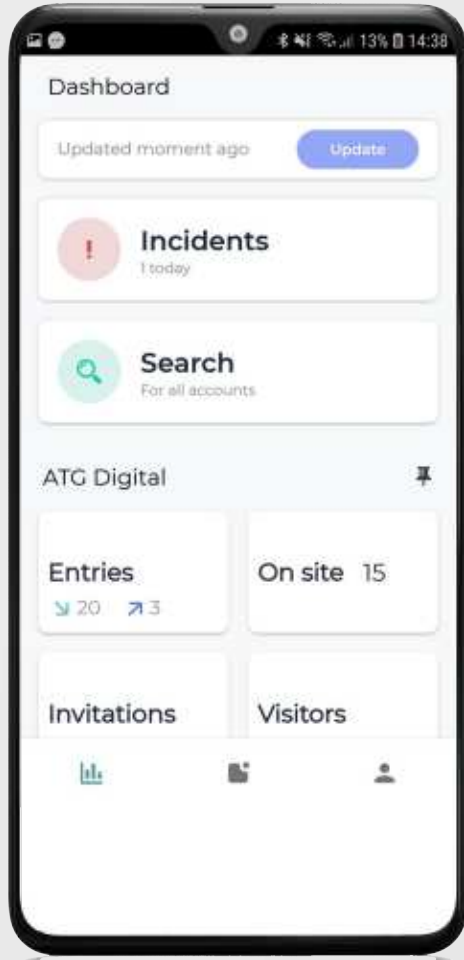 13% 14:38
Dashboard
Updated moment ago Update
Incidents
1 today
Search
For all accounts
ATG Digital
Entries
20 3
On site 15
Invitations
Visitors